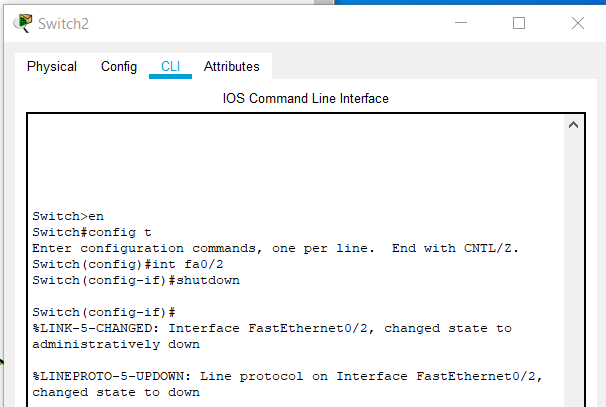 Switch2
Physical Config CLI Attributes
IOS Command Line Interface
Switch>en
Switch#config t
Enter configuration commands, one per line.  End with CNTL/Z.
Switch(config)#int fa0/2
Switch(config-if)#shutdown
Switch(config-if)#
%LINK-5-CHANGED: Interface FastEthernet0/2, changed state to
administratively down
%LINEPROTO-5-UPDOWN: Line protocol on Interface FastEthernet0/2,
changed state to down